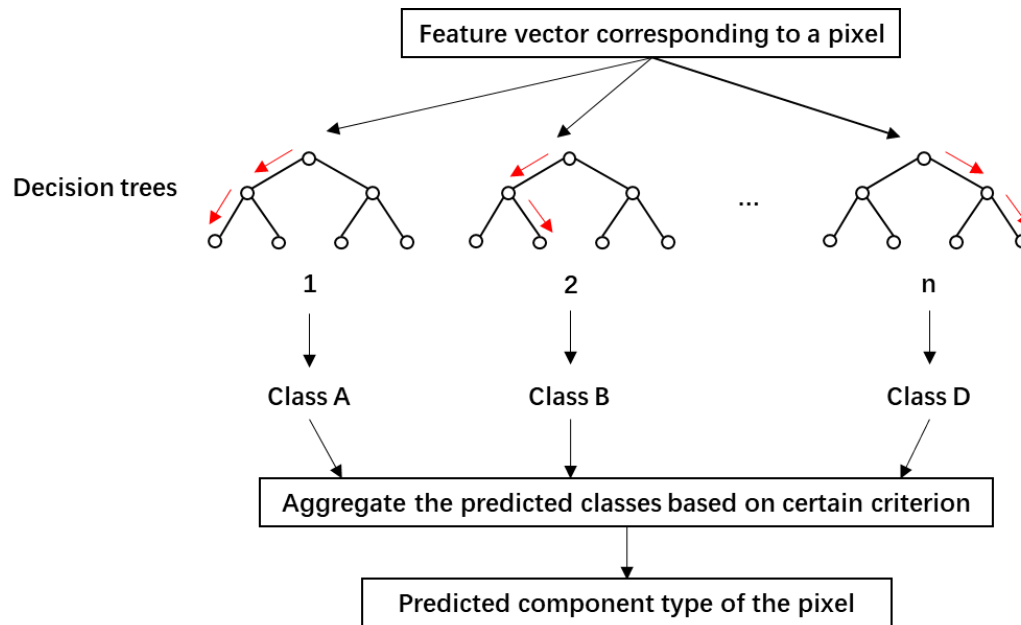 Feature vector corresponding to a pixel
Decision trees
...
1
2
n
Class A
Class B
Class D
Aggregate the predicted classes based on certain criterion
Predicted component type of the pixel